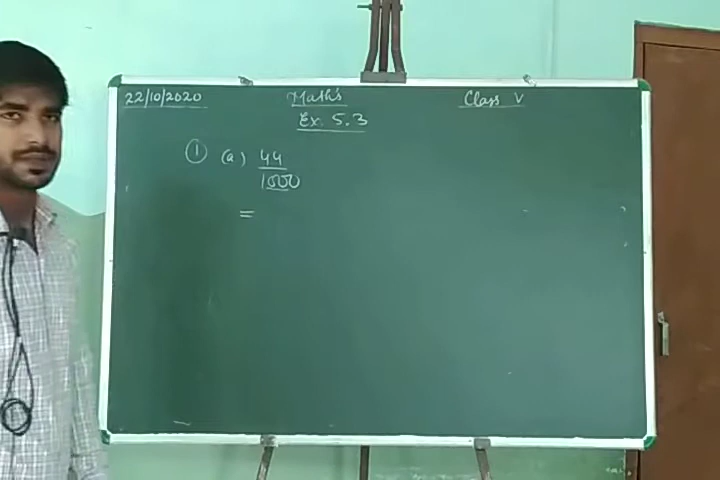 22/10/2020 Maths Class V
Ex. 5.3
① (a) 44
1000
=